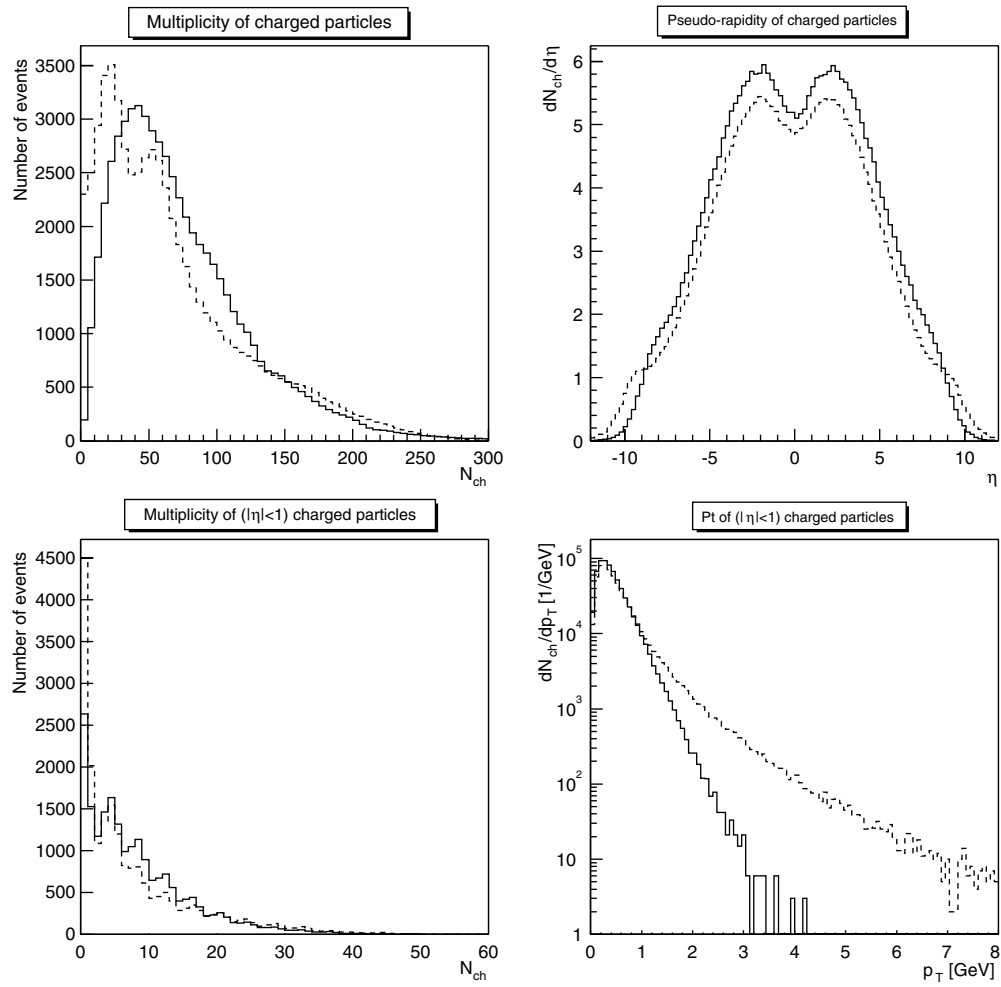 Multiplicity of charged particles
Number of events
3500
3000
2500
2000
1500
1000
500
0
0 50 100 150 200 250 300
N_ch
Pseudo-rapidity of charged particles
dN_ch/dη
6
5
4
3
2
1
0
-10 -5 0 5 10
η
Multiplicity of (|η|<1) charged particles
Number of events
4500
4000
3500
3000
2500
2000
1500
1000
500
0
0 10 20 30 40 50 60
N_ch
Pt of (|η|<1) charged particles
dN_ch/dp_T [1/GeV]
10^5
10^4
10^3
10^2
10
1
0 1 2 3 4 5 6 7 8
p_T [GeV]